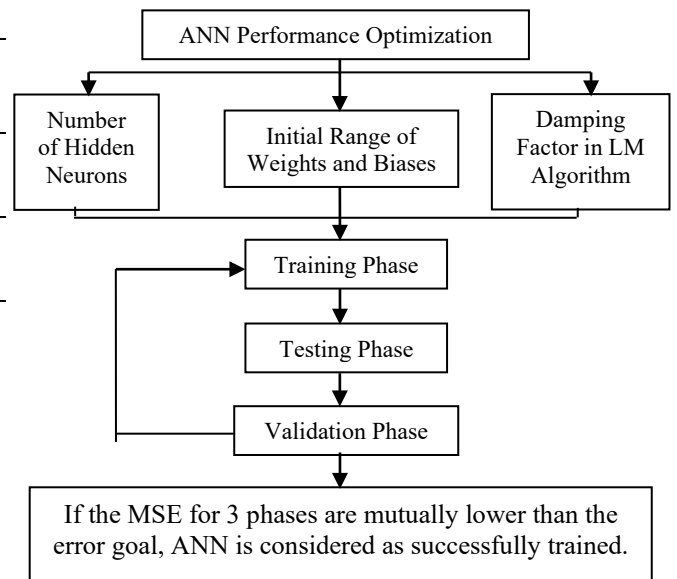 ANN Performance Optimization
Number
of Hidden
Neurons
Initial Range of
Weights and Biases
Damping
Factor in LM
Algorithm
Training Phase
Testing Phase
Validation Phase
If the MSE for 3 phases are mutually lower than the
error goal, ANN is considered as successfully trained.